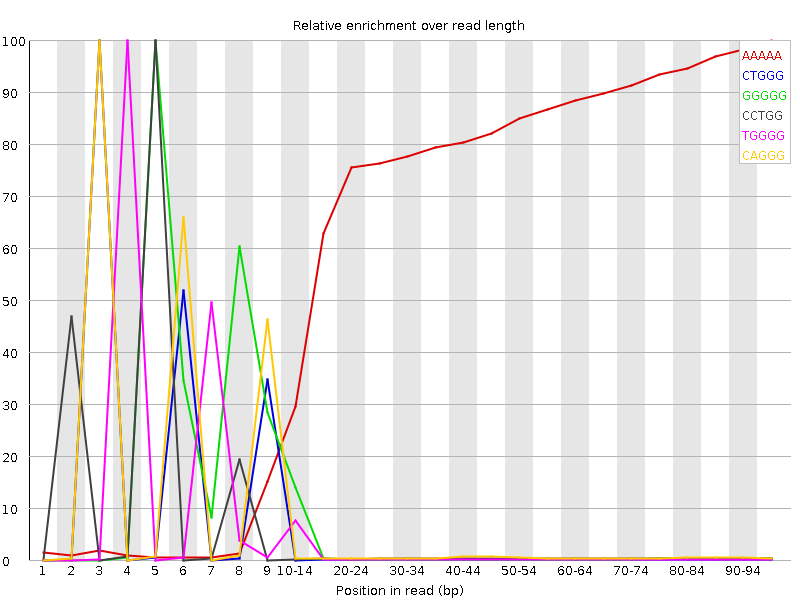 Relative enrichment over read length
100
90
80
70
60
50
40
30
20
10
0
AAAAA
CTGGG
GGGGG
CCTGG
TGGGG
CAGGG
1 2 3 4 5 6 7 8 9 10-14 20-24 30-34 40-44 50-54 60-64 70-74 80-84 90-94
Position in read (bp)